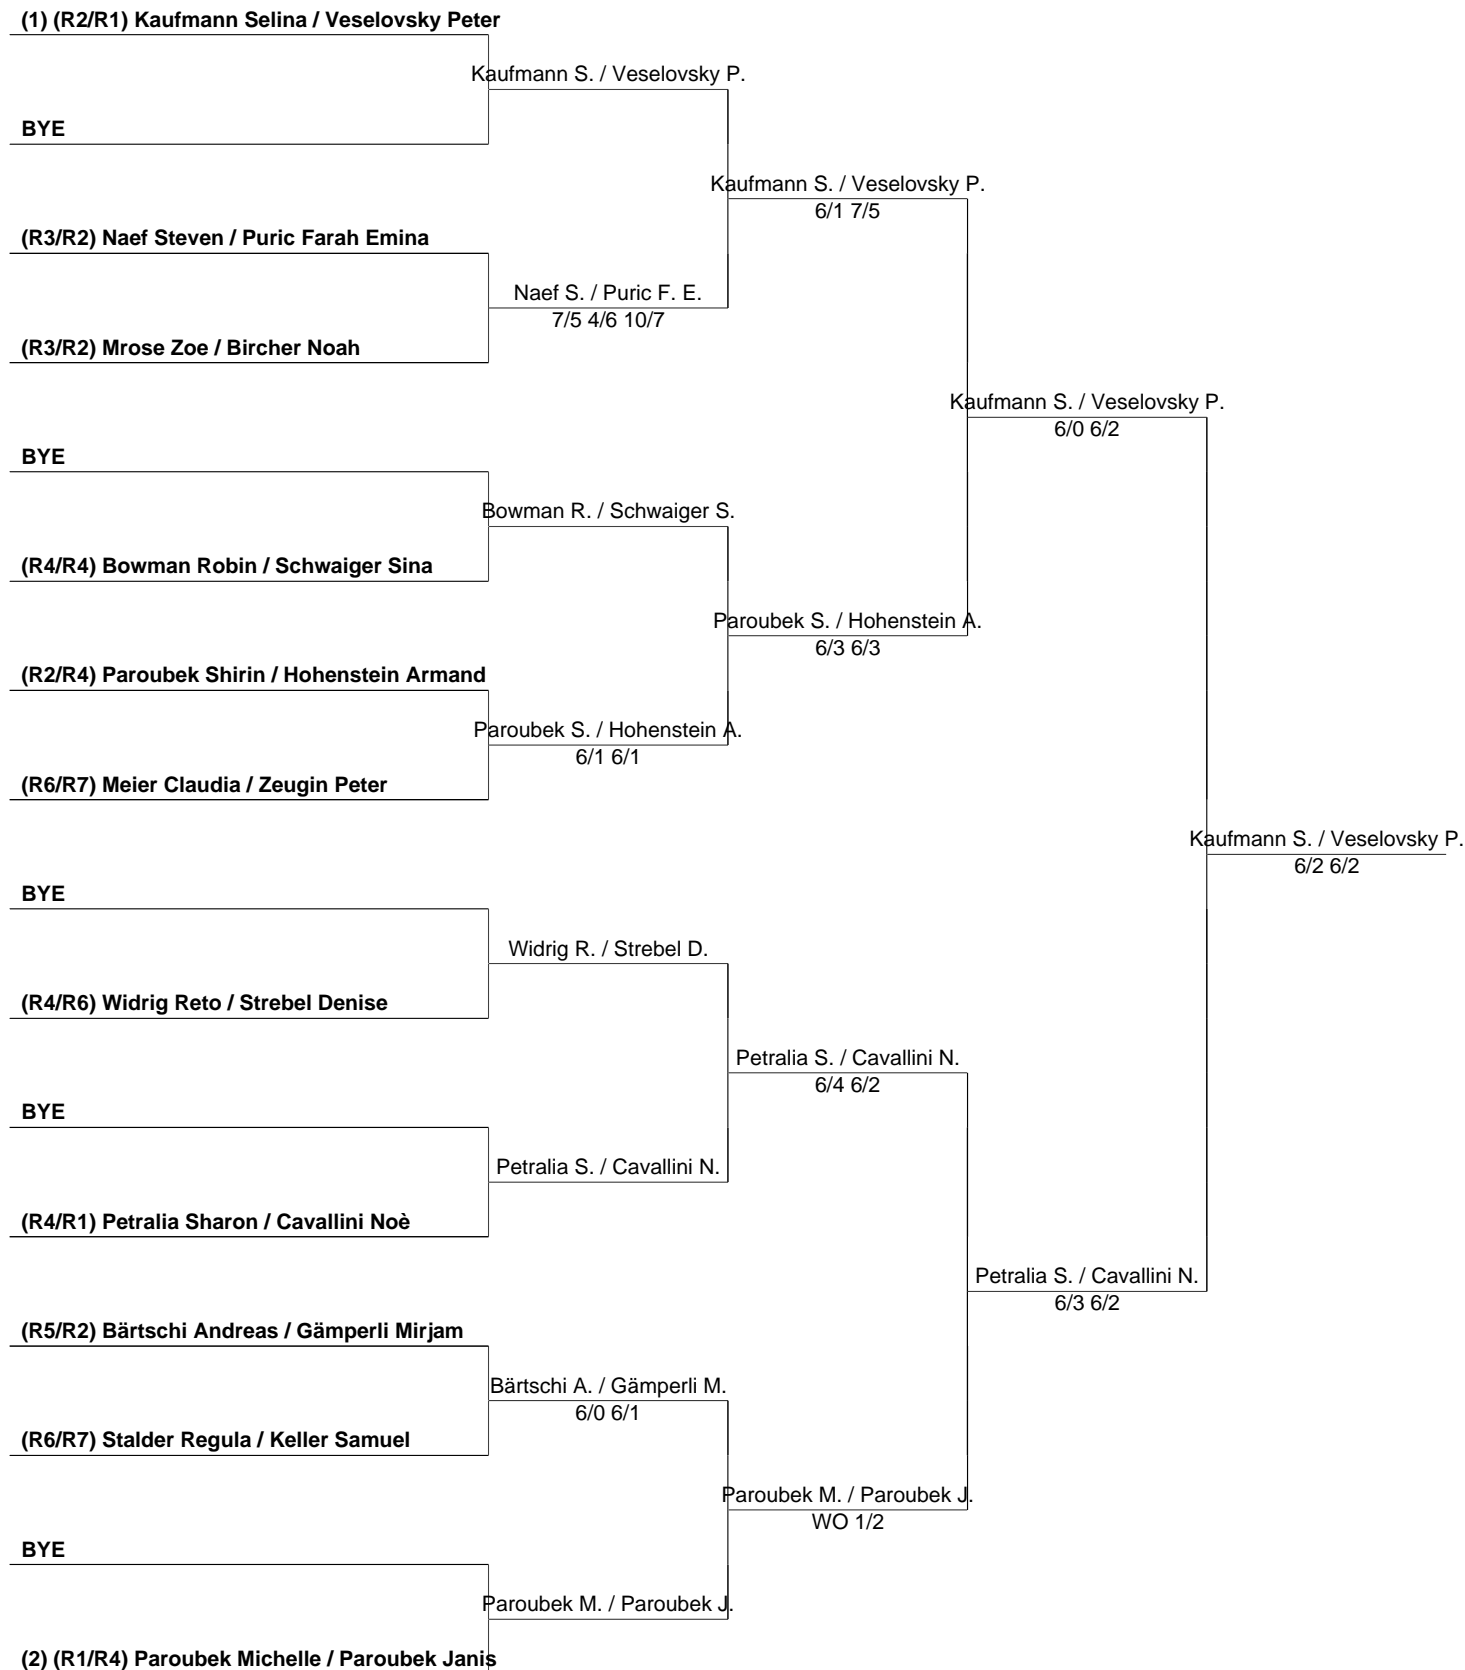 (1) (R2/R1) Kaufmann Selina / Veselovsky Peter
Kaufmann S. / Veselovsky P.
BYE
Kaufmann S. / Veselovsky P.
6/1 7/5
(R3/R2) Naef Steven / Puric Farah Emina
Naef S. / Puric F. E.
7/5 4/6 10/7
(R3/R2) Mrose Zoe / Bircher Noah
Kaufmann S. / Veselovsky P.
6/0 6/2
BYE
Bowman R. / Schwaiger S.
(R4/R4) Bowman Robin / Schwaiger Sina
Paroubek S. / Hohenstein A.
6/3 6/3
(R2/R4) Paroubek Shirin / Hohenstein Armand
Paroubek S. / Hohenstein A.
6/1 6/1
(R6/R7) Meier Claudia / Zeugin Peter
Kaufmann S. / Veselovsky P.
6/2 6/2
BYE
Widrig R. / Strebel D.
(R4/R6) Widrig Reto / Strebel Denise
Petralia S. / Cavallini N.
6/4 6/2
BYE
Petralia S. / Cavallini N.
(R4/R1) Petralia Sharon / Cavallini Noè
Petralia S. / Cavallini N.
6/3 6/2
(R5/R2) Bärtschi Andreas / Gämperli Mirjam
Bärtschi A. / Gämperli M.
6/0 6/1
(R6/R7) Stalder Regula / Keller Samuel
Paroubek M. / Paroubek J.
WO 1/2
BYE
Paroubek M. / Paroubek J.
(2) (R1/R4) Paroubek Michelle / Paroubek Janis